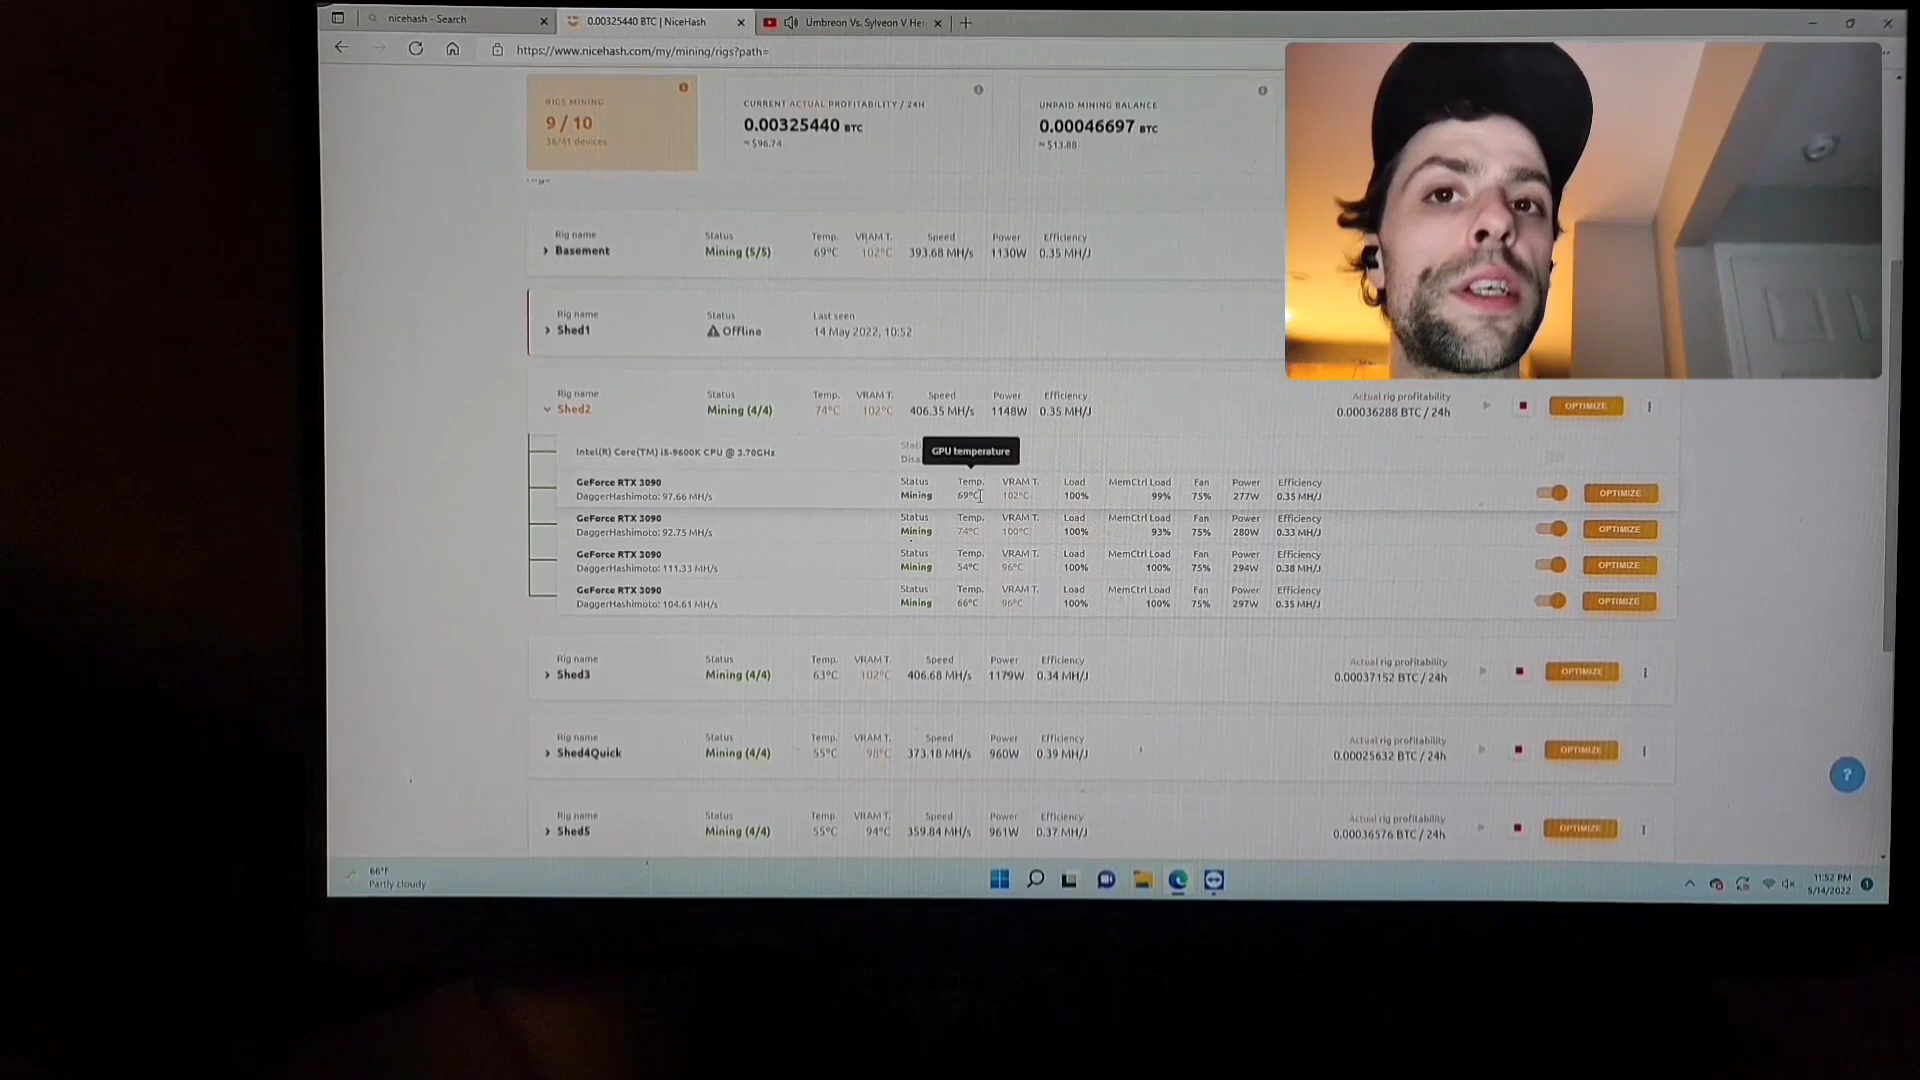 nicehash - Search
0.00325440 BTC | NiceHash
Umbreon Vs. Sylveon V He
https://www.nicehash.com/my/mining/rigs?path=
RIGS MINING
9 / 10
36/41 devices
CURRENT ACTUAL PROFITABILITY / 24H
0.00325440 BTC
≈ $96.74
UNPAID MINING BALANCE
0.00046697 BTC
≈ $13.88
Rig name Status Temp. VRAM T. Speed Power Efficiency
Basement Mining (5/5) 69°C 102°C 393.68 MH/s 1130W 0.35 MH/J
Rig name Status Last seen
Shed1 Offline 14 May 2022, 10:52
Rig name Status Temp. VRAM T. Speed Power Efficiency Actual rig profitability
Shed2 Mining (4/4) 74°C 102°C 406.35 MH/s 1148W 0.35 MH/J 0.00036288 BTC / 24h OPTIMIZE
Intel(R) Core(TM) i5-9600K CPU @ 3.70GHz
GPU temperature
GeForce RTX 3090 Status Temp. VRAM T. Load MemCtrl Load Fan Power Efficiency
DaggerHashimoto: 97.66 MH/s Mining 69°C 102°C 100% 99% 75% 277W 0.35 MH/J OPTIMIZE
GeForce RTX 3090 Status Temp. VRAM T. Load MemCtrl Load Fan Power Efficiency
DaggerHashimoto: 92.75 MH/s Mining 74°C 100°C 100% 93% 75% 280W 0.33 MH/J OPTIMIZE
GeForce RTX 3090 Status Temp. VRAM T. Load MemCtrl Load Fan Power Efficiency
DaggerHashimoto: 111.33 MH/s Mining 54°C 96°C 100% 100% 75% 294W 0.38 MH/J OPTIMIZE
GeForce RTX 3090 Status Temp. VRAM T. Load MemCtrl Load Fan Power Efficiency
DaggerHashimoto: 104.61 MH/s Mining 66°C 96°C 100% 100% 75% 297W 0.35 MH/J OPTIMIZE
Rig name Status Temp. VRAM T. Speed Power Efficiency Actual rig profitability
Shed3 Mining (4/4) 63°C 102°C 406.68 MH/s 1179W 0.34 MH/J 0.00037152 BTC / 24h OPTIMIZE
Rig name Status Temp. VRAM T. Speed Power Efficiency Actual rig profitability
Shed4Quick Mining (4/4) 55°C 98°C 373.18 MH/s 960W 0.39 MH/J 0.00025632 BTC / 24h OPTIMIZE
Rig name Status Temp. VRAM T. Speed Power Efficiency Actual rig profitability
Shed5 Mining (4/4) 55°C 94°C 359.84 MH/s 961W 0.37 MH/J 0.00036576 BTC / 24h OPTIMIZE
?
66°F
Partly cloudy
11:52 PM
5/14/2022